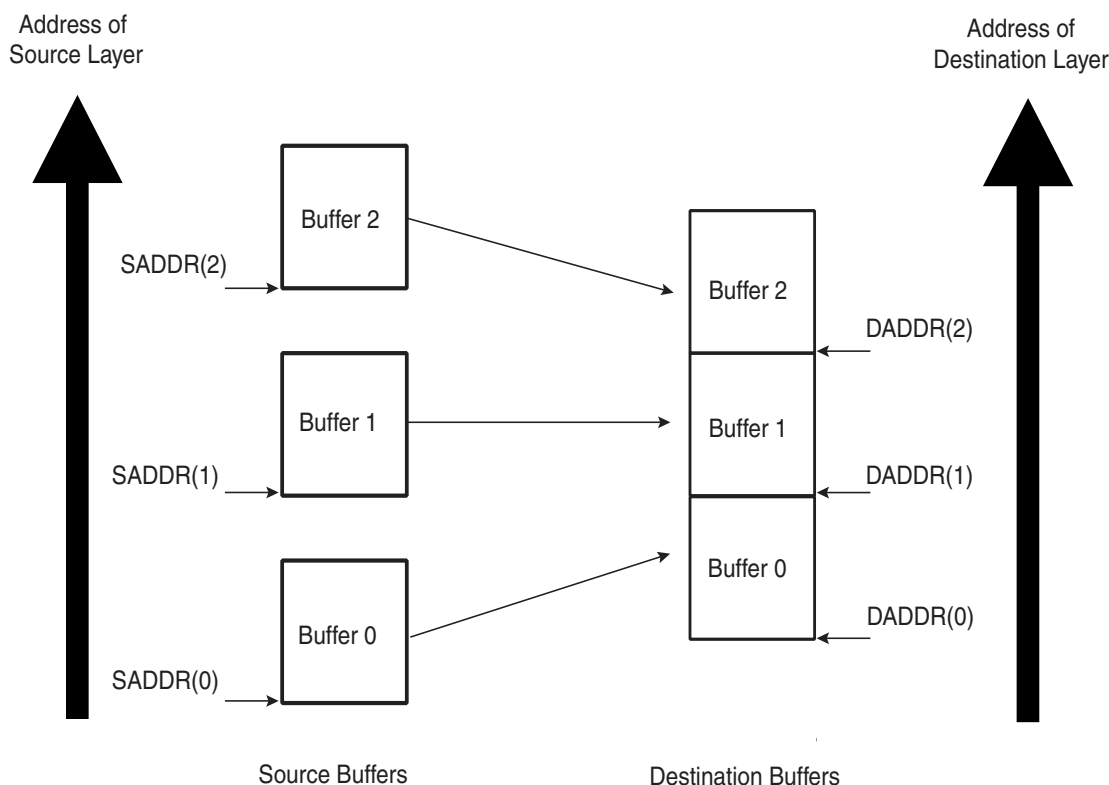 Address of
Source Layer
Address of
Destination Layer
Buffer 2
SADDR(2)
Buffer 2
DADDR(2)
Buffer 1
Buffer 1
SADDR(1)
DADDR(1)
Buffer 0
Buffer 0
DADDR(0)
SADDR(0)
Source Buffers
Destination Buffers